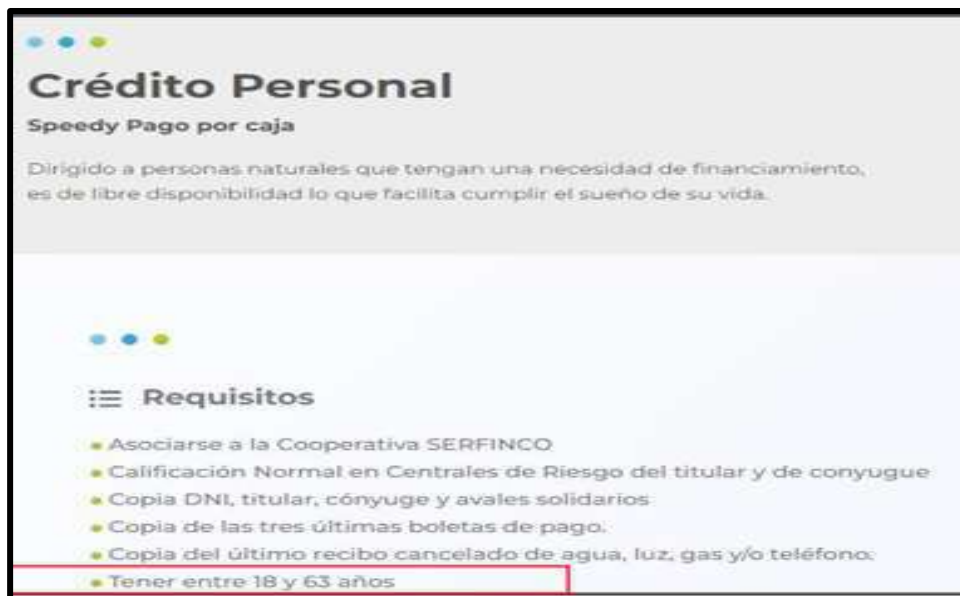 Crédito Personal
Speedy Pago por caja
Dirigido a personas naturales que tengan una necesidad de financiamiento,
es de libre disponibilidad lo que facilita cumplir el sueño de su vida.
Requisitos
Asociarse a la Cooperativa SERFINCO
Calificación Normal en Centrales de Riesgo del titular y de conyugue
Copia DNI, titular, cónyuge y avales solidarios
Copia de las tres últimas boletas de pago.
Copia del último recibo cancelado de agua, luz, gas y/o teléfono.
Tener entre 18 y 63 años